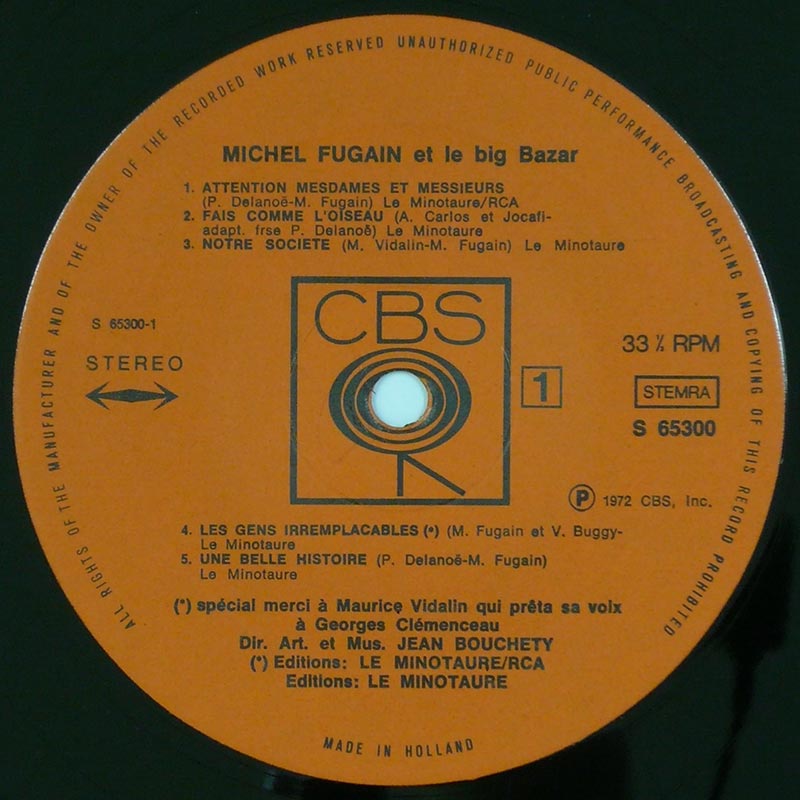 ALL RIGHTS OF THE MANUFACTURER AND OF THE OWNER OF THE RECORDED WORK RESERVED UNAUTHORIZED PUBLIC PERFORMANCE BROADCASTING AND COPYING OF THIS RECORD PROHIBITED
MICHEL FUGAIN et le big Bazar
1. ATTENTION MESDAMES ET MESSIEURS
(P. Delanoë-M. Fugain) Le Minotaure/RCA
2. FAIS COMME L'OISEAU (A. Carlos et Jocafi-
adapt. frse P. Delanoë) Le Minotaure
3. NOTRE SOCIETE (M. Vidalin-M. Fugain) Le Minotaure
CBS
S 65300-1
STEREO
1
33 ⅓ RPM
STEMRA
S 65300
Ⓟ 1972 CBS, Inc.
4. LES GENS IRREMPLACABLES (*) (M. Fugain et V. Buggy-
Le Minotaure
5. UNE BELLE HISTOIRE (P. Delanoë-M. Fugain)
Le Minotaure
(*) spécial merci à Maurice Vidalin qui prêta sa voix
à Georges Clémenceau
Dir. Art. et Mus. JEAN BOUCHETY
(*) Editions: LE MINOTAURE/RCA
Editions: LE MINOTAURE
MADE IN HOLLAND